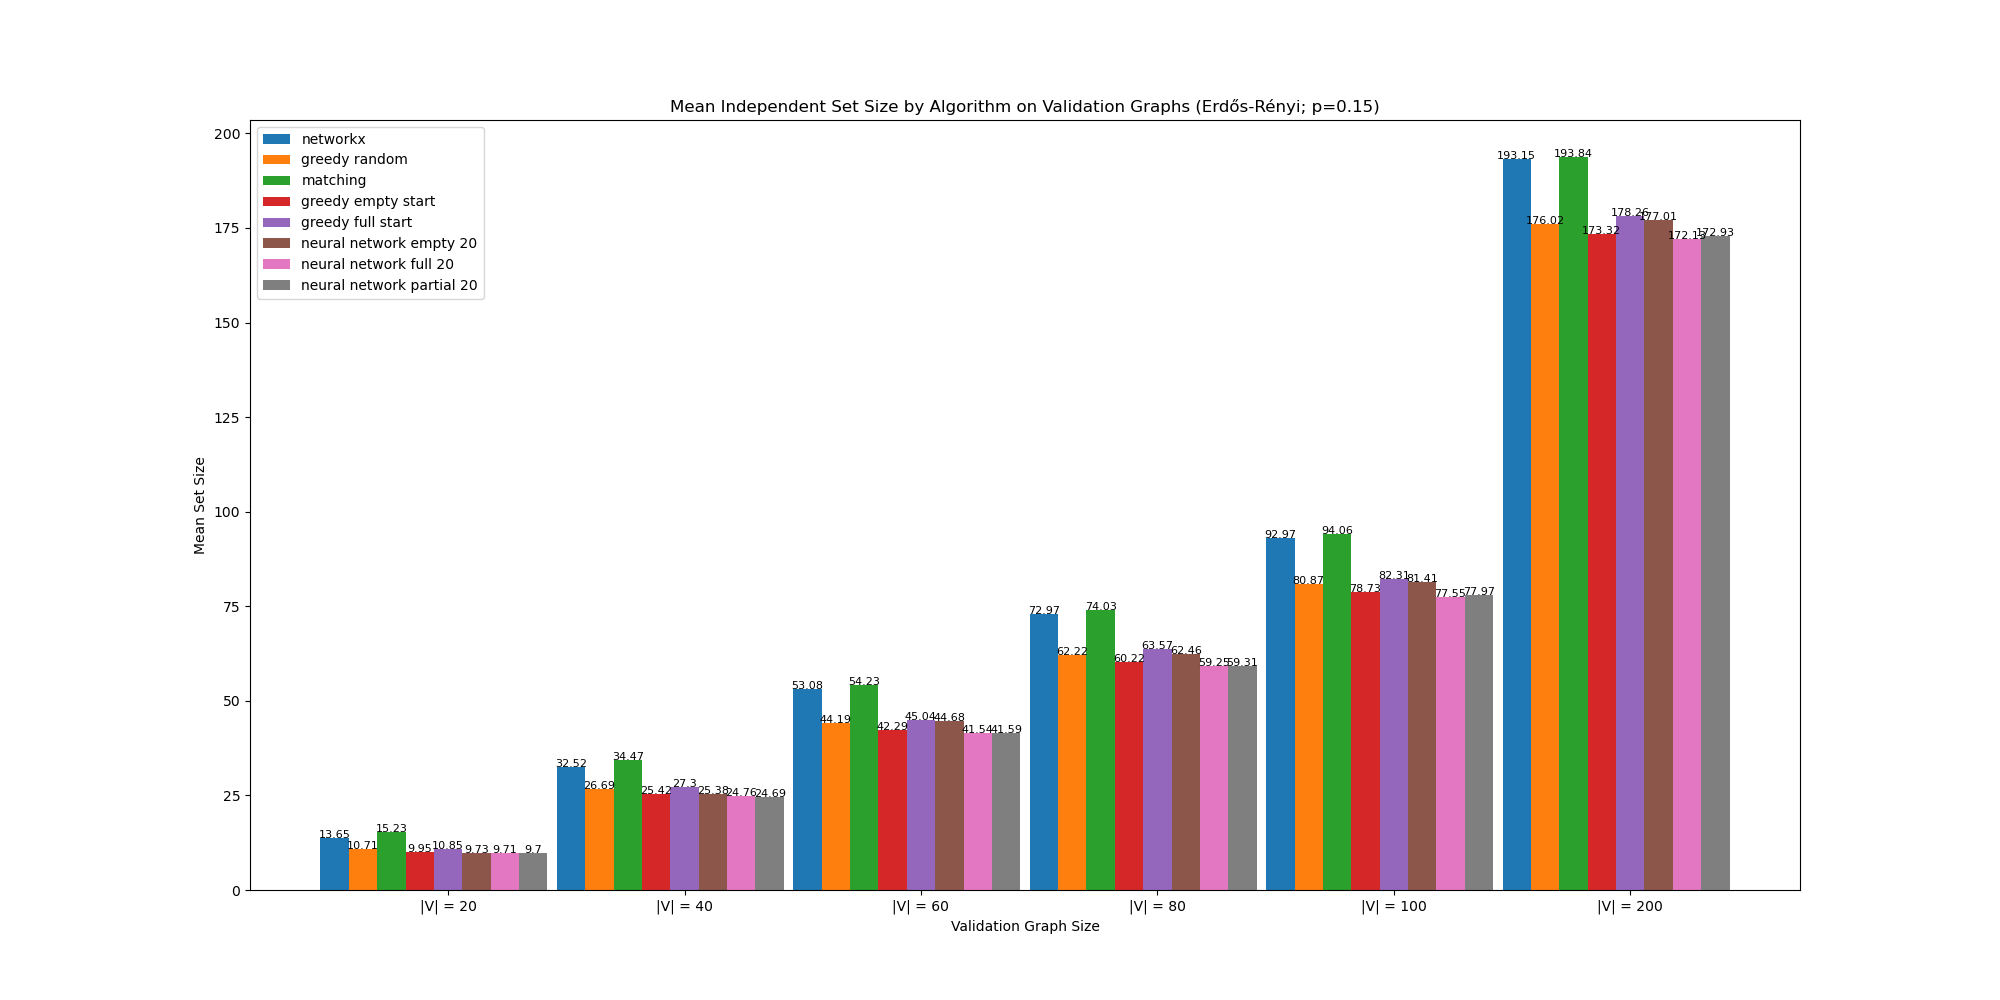 Mean Independent Set Size by Algorithm on Validation Graphs (Erdős-Rényi; p=0.15)
networkx
greedy random
matching
greedy empty start
greedy full start
neural network empty 20
neural network full 20
neural network partial 20
Mean Set Size
200
175
150
125
100
75
50
25
0
13.65 10.71 15.23 9.95 10.85 9.73 9.71 9.7
32.52 26.69 34.47 25.42 27.3 25.38 24.76 24.69
53.08 44.19 54.23 42.29 45.04 44.68 41.54 41.59
72.97 62.22 74.03 60.22 63.57 62.46 59.25 59.31
92.97 80.87 94.06 78.73 82.31 81.41 77.55 77.97
193.15 176.02 193.84 173.32 178.26 177.01 172.93
|V| = 20 |V| = 40 |V| = 60 |V| = 80 |V| = 100 |V| = 200
Validation Graph Size